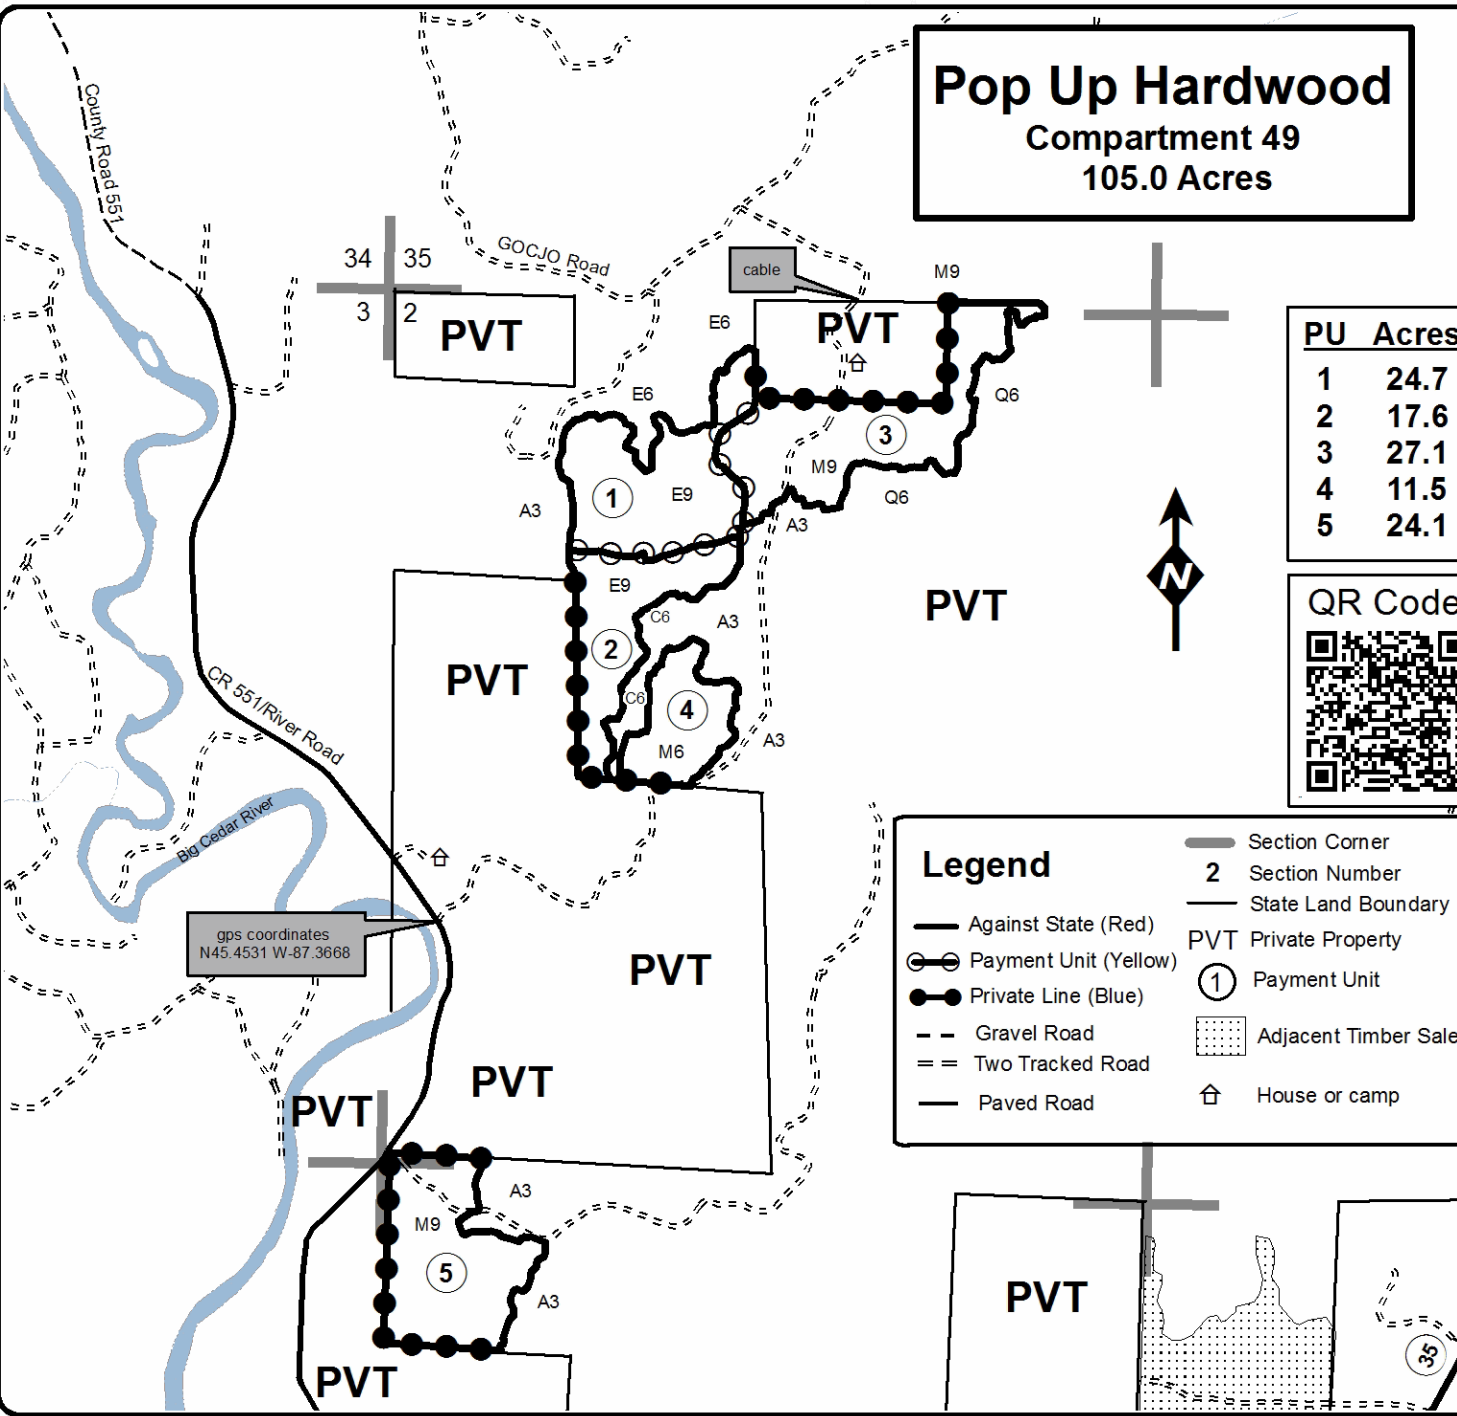 Pop Up Hardwood
Compartment 49
105.0 Acres
County Road 551
34 35
3 2
GOCJO Road
cable
M9
PVT
PVT
E6
E6
Q6
PU Acres
1 24.7
2 17.6
3 27.1
4 11.5
5 24.1
3
M9
Q6
1
E9
A3
A3
E9
C6
A3
2
PVT
PVT
N
QR Code
C6
4
M6
A3
CR 551/River Road
Big Cedar River
gps coordinates
N45.4531 W-87.3668
PVT
PVT
PVT
Legend
Against State (Red)
Payment Unit (Yellow)
Private Line (Blue)
Gravel Road
Two Tracked Road
Paved Road
Section Corner
2 Section Number
State Land Boundary
PVT Private Property
1 Payment Unit
Adjacent Timber Sale
House or camp
A3
M9
5
A3
PVT
PVT
35